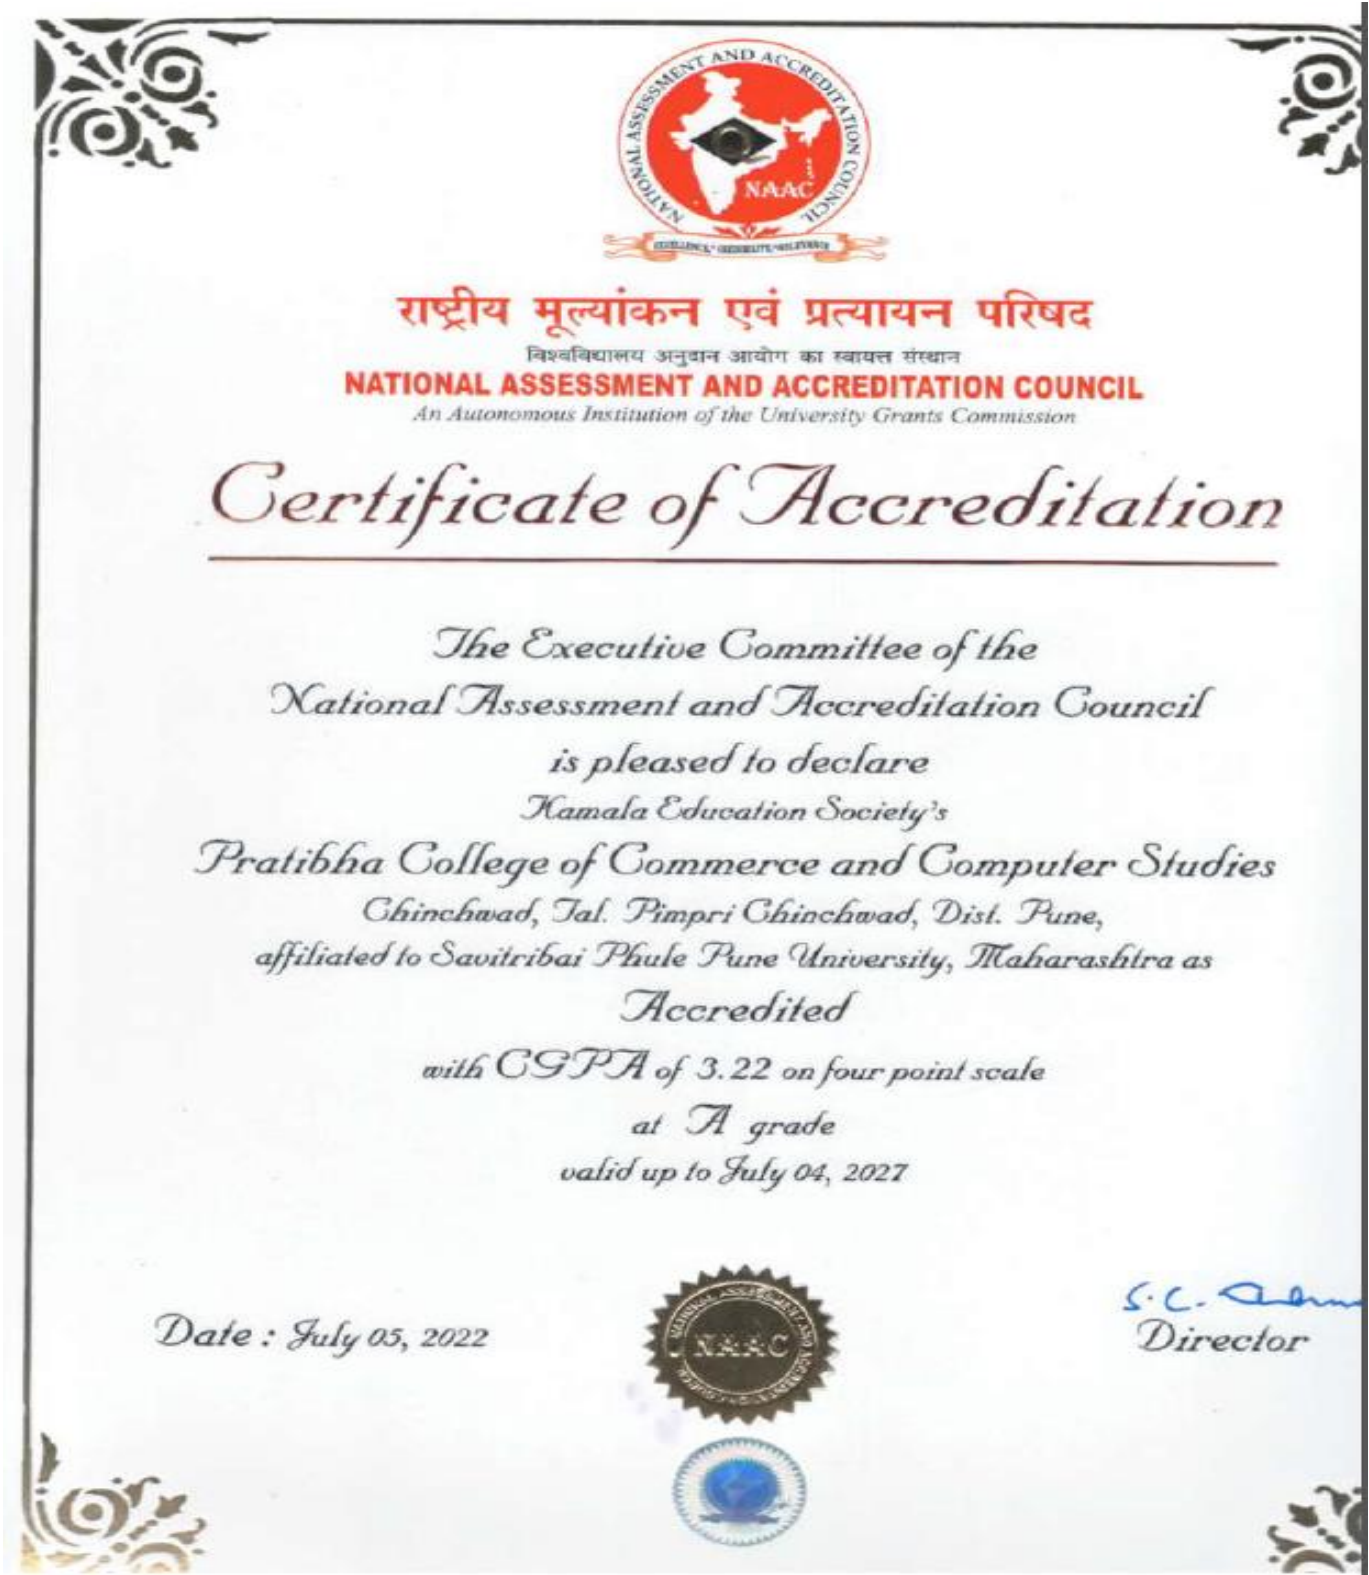 NATIONAL ASSESSMENT AND ACCREDITATION COUNCIL
NAAC
राष्ट्रीय मूल्यांकन एवं प्रत्यायन परिषद
विश्वविद्यालय अनुदान आयोग का स्वायत्त संस्थान
NATIONAL ASSESSMENT AND ACCREDITATION COUNCIL
An Autonomous Institution of the University Grants Commission
Certificate of Accreditation
The Executive Committee of the
National Assessment and Accreditation Council
is pleased to declare
Kamala Education Society's
Pratibha College of Commerce and Computer Studies
Chinchwad, Tal. Pimpri Chinchwad, Dist. Pune,
affiliated to Savitribai Phule Pune University, Maharashtra as
Accredited
with CGPA of 3.22 on four point scale
at A grade
valid up to July 04, 2027
S. C.
Date : July 05, 2022
Director
NAAC